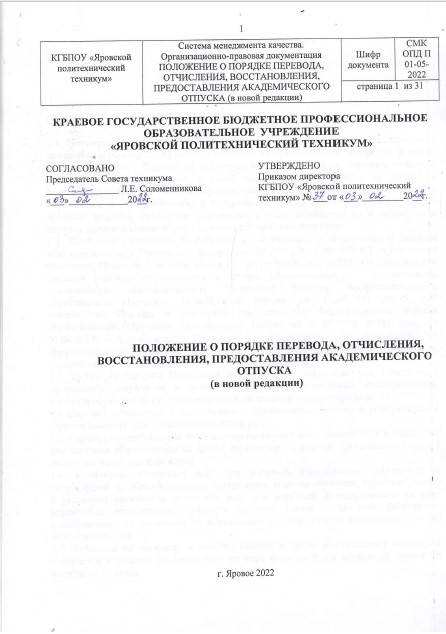 1
КГБПОУ «Яровской
политехнический
техникум»
Система менеджмента качества.
Организационно-правовая документация
ПОЛОЖЕНИЕ О ПОРЯДКЕ ПЕРЕВОДА,
ОТЧИСЛЕНИЯ, ВОССТАНОВЛЕНИЯ,
ПРЕДОСТАВЛЕНИЯ АКАДЕМИЧЕСКОГО
ОТПУСКА (в новой редакции)
Шифр
документа
СМК
ОПД П
01-05-
2022
страница 1 из 31
КРАЕВОЕ ГОСУДАРСТВЕННОЕ БЮДЖЕТНОЕ ПРОФЕССИОНАЛЬНОЕ
ОБРАЗОВАТЕЛЬНОЕ УЧРЕЖДЕНИЕ
«ЯРОВСКОЙ ПОЛИТЕХНИЧЕСКИЙ ТЕХНИКУМ»
СОГЛАСОВАНО
Председатель Совета техникума
Л.Е. Соломенникова
«03» 02 2022г.
УТВЕРЖДЕНО
Приказом директора
КГБПОУ «Яровской политехнический
техникум» № 37 от «03» 02 2022г.
ПОЛОЖЕНИЕ О ПОРЯДКЕ ПЕРЕВОДА, ОТЧИСЛЕНИЯ,
ВОССТАНОВЛЕНИЯ, ПРЕДОСТАВЛЕНИЯ АКАДЕМИЧЕСКОГО
ОТПУСКА
(в новой редакции)
г. Яровое 2022